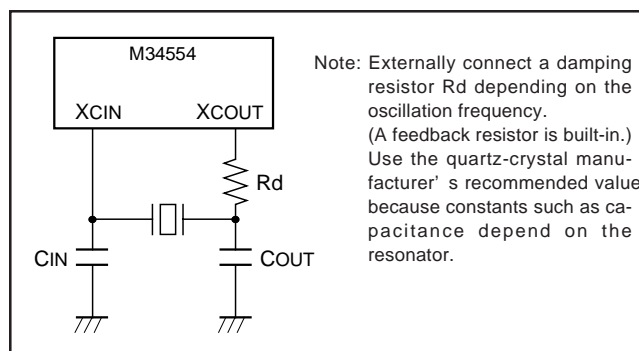 M34554
XCIN
XCOUT
Rd
CIN
COUT
Note: Externally connect a damping
resistor Rd depending on the
oscillation frequency.
(A feedback resistor is built-in.)
Use the quartz-crystal manu-
facturer’ s recommended value
because constants such as ca-
pacitance depend on the
resonator.